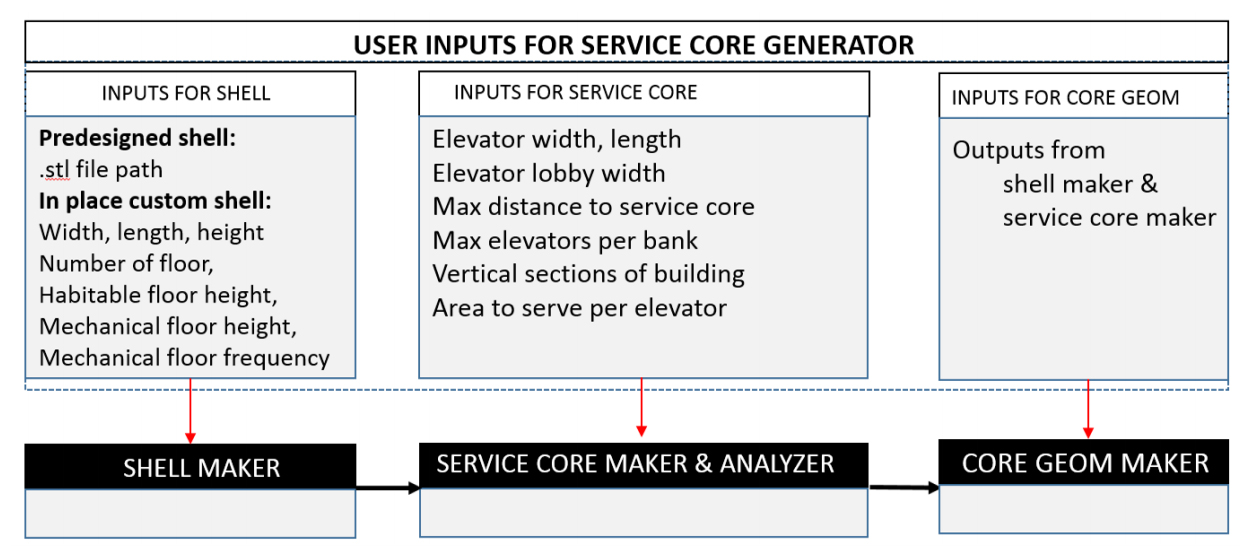 USER INPUTS FOR SERVICE CORE GENERATOR
INPUTS FOR SHELL
Predesigned shell:
.stl file path
In place custom shell:
Width, length, height
Number of floor,
Habitable floor height,
Mechanical floor height,
Mechanical floor frequency
INPUTS FOR SERVICE CORE
Elevator width, length
Elevator lobby width
Max distance to service core
Max elevators per bank
Vertical sections of building
Area to serve per elevator
INPUTS FOR CORE GEOM
Outputs from
shell maker &
service core maker
SHELL MAKER
SERVICE CORE MAKER & ANALYZER
CORE GEOM MAKER